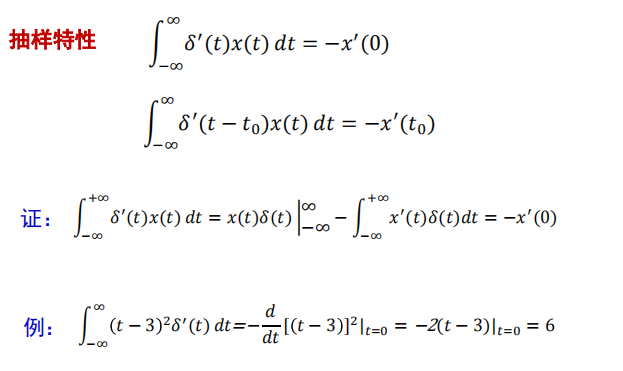 抽样特性 ∫_{−∞}^{∞} δ′(t)x(t) dt = −x′(0)
∫_{−∞}^{∞} δ′(t − t₀)x(t) dt = −x′(t₀)
证： ∫_{−∞}^{+∞} δ′(t)x(t) dt = x(t)δ(t) |_{−∞}^{∞} − ∫_{−∞}^{+∞} x′(t)δ(t)dt = −x′(0)
例： ∫_{−∞}^{∞} (t − 3)²δ′(t) dt=−\frac{d}{dt}[(t − 3)]²|_{t=0} = −2(t − 3)|_{t=0} = 6